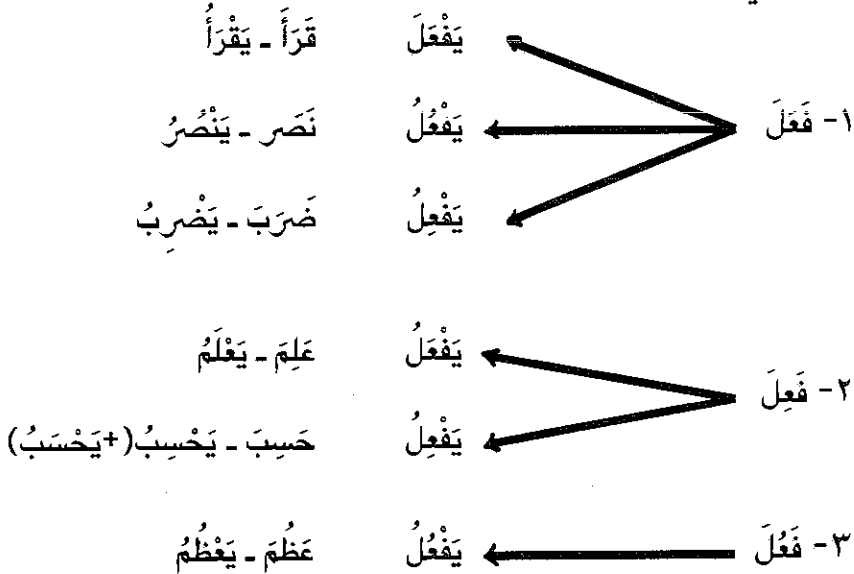 ١- فَعَلَ يَفْعَلَ قَرَأَ ـ يَقْرَأُ
يَفْعُلُ نَصَر ـ يَنْصُرُ
يَفْعِلُ ضَرَبَ ـ يَضْرِبُ
٢- فَعِلَ يَفْعَلُ عَلِمَ ـ يَعْلَمُ
يَفْعِلُ حَسِبَ ـ يَحْسِبُ(+يَحْسَبُ)
٣- فَعُلَ يَفْعُلُ عَظُمَ ـ يَعْظُمُ